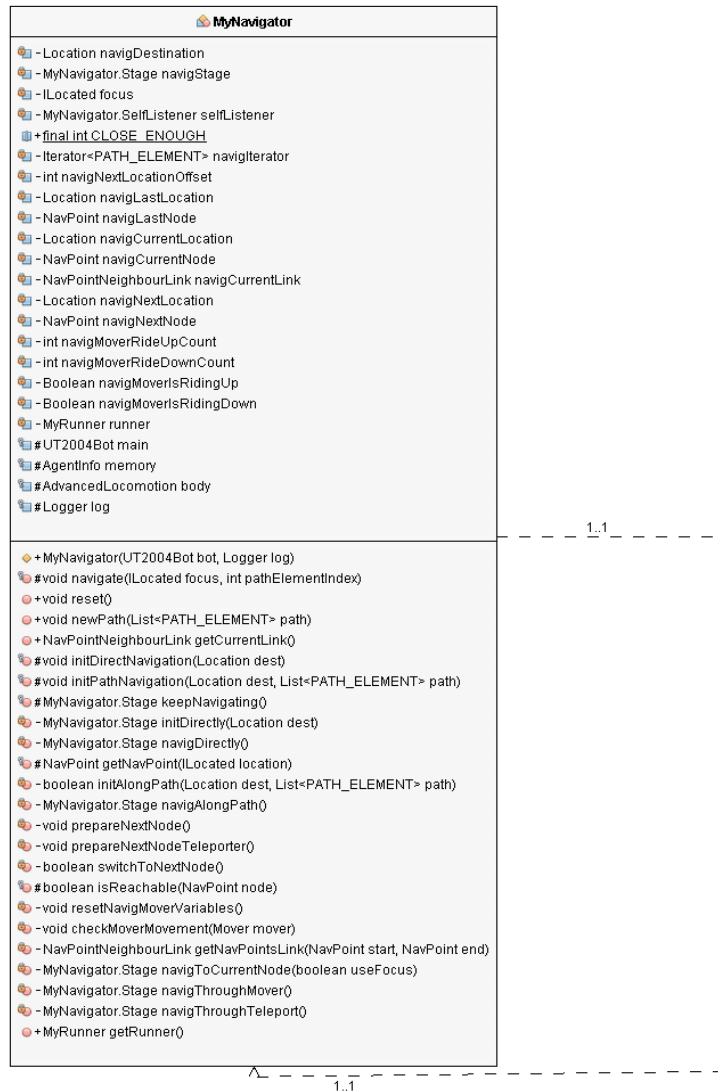 MyNavigator
-Location navigDestination
-MyNavigator.Stage navigStage
-ILocated focus
-MyNavigator.SelfListener selfListener
+final int CLOSE_ENOUGH
-Iterator<PATH_ELEMENT> navigIterator
-int navigNextLocationOffset
-Location navigLastLocation
-NavPoint navigLastNode
-Location navigCurrentLocation
-NavPoint navigCurrentNode
-NavPointNeighbourLink navigCurrentLink
-Location navigNextLocation
-NavPoint navigNextNode
-int navigMoverRideUpCount
-int navigMoverRideDownCount
-Boolean navigMoverIsRidingUp
-Boolean navigMoverIsRidingDown
-MyRunner runner
#UT2004Bot main
#AgentInfo memory
#AdvancedLocomotion body
#Logger log
1..1
+MyNavigator(UT2004Bot bot, Logger log)
#void navigate(ILocated focus, int pathElementIndex)
+void reset()
+void newPath(List<PATH_ELEMENT> path)
+NavPointNeighbourLink getCurrentLink()
#void initDirectNavigation(Location dest)
#void initPathNavigation(Location dest, List<PATH_ELEMENT> path)
#MyNavigator.Stage keepNavigating()
-MyNavigator.Stage initDirectly(Location dest)
-MyNavigator.Stage navigDirectly()
#NavPoint getNavPoint(ILocated location)
-boolean initAlongPath(Location dest, List<PATH_ELEMENT> path)
-MyNavigator.Stage navigAlongPath()
-void prepareNextNode()
-void prepareNextNodeTeleporter()
-boolean switchToNextNode()
#boolean isReachable(NavPoint node)
-void resetNavigMoverVariables()
-void checkMoverMovement(Mover mover)
-NavPointNeighbourLink getNavPointsLink(NavPoint start, NavPoint end)
-MyNavigator.Stage navigToCurrentNode(boolean useFocus)
-MyNavigator.Stage navigThroughMover()
-MyNavigator.Stage navigThroughTeleport()
+MyRunner getRunner()
1..1